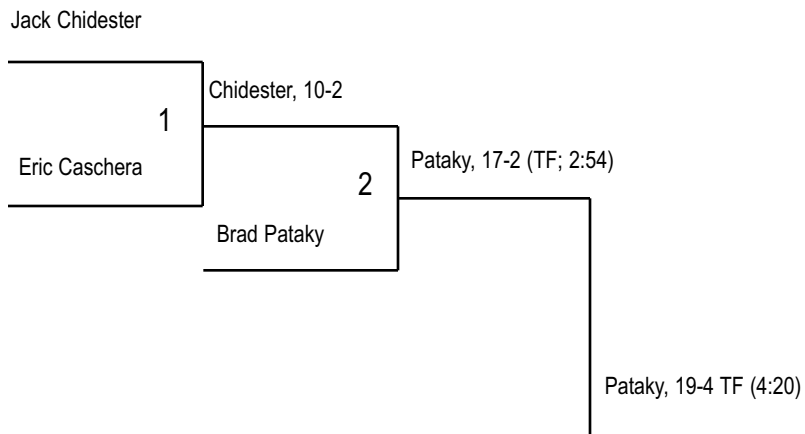 Jack Chidester
Chidester, 10-2
1
Eric Caschera
Pataky, 17-2 (TF; 2:54)
2
Brad Pataky
Pataky, 19-4 TF (4:20)